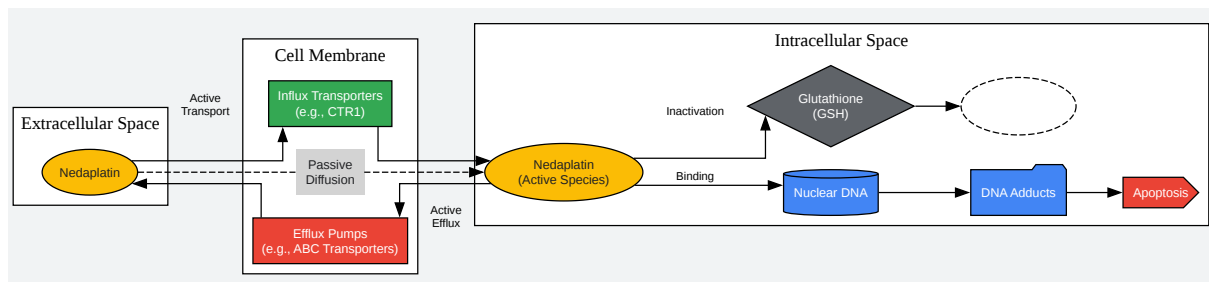 Extracellular Space
Nedaplatin
Active
Transport
Cell Membrane
Influx Transporters
(e.g., CTR1)
Passive
Diffusion
Efflux Pumps
(e.g., ABC Transporters)
Active
Efflux
Intracellular Space
Nedaplatin
(Active Species)
Inactivation
Glutathione
(GSH)
Binding
Nuclear DNA
DNA Adducts
Apoptosis